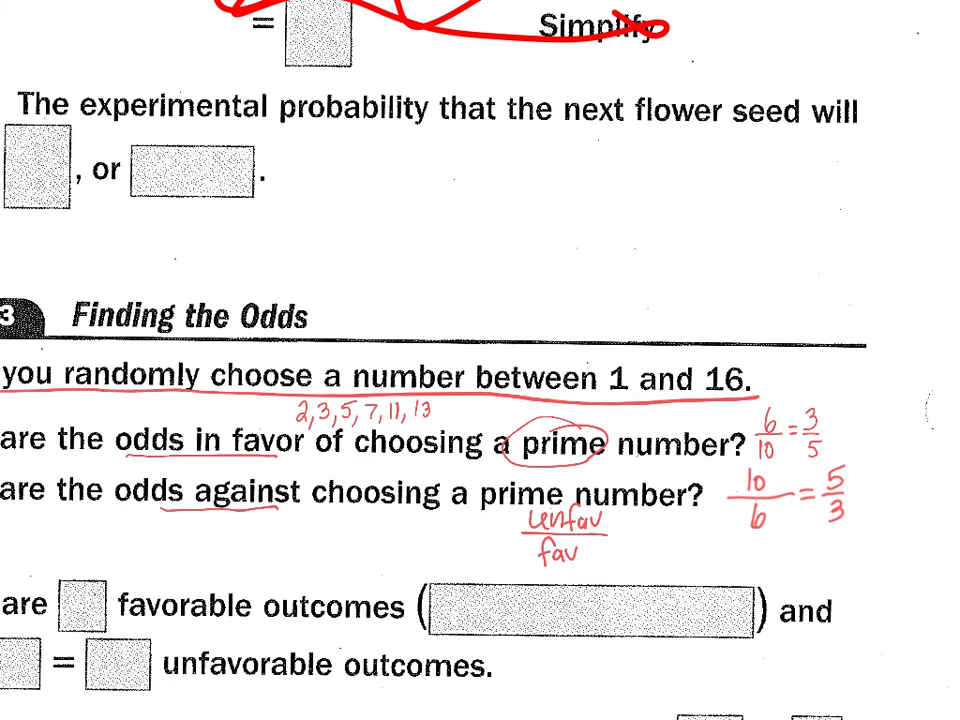 = Simplify
The experimental probability that the next flower seed will
, or .
3 Finding the Odds
you randomly choose a number between 1 and 16.
2, 3, 5, 7, 11, 13
are the odds in favor of choosing a prime number? 6/10 = 3/5
are the odds against choosing a prime number? 10/6 = 5/3
unfav
fav
are favorable outcomes ( ) and
= unfavorable outcomes.